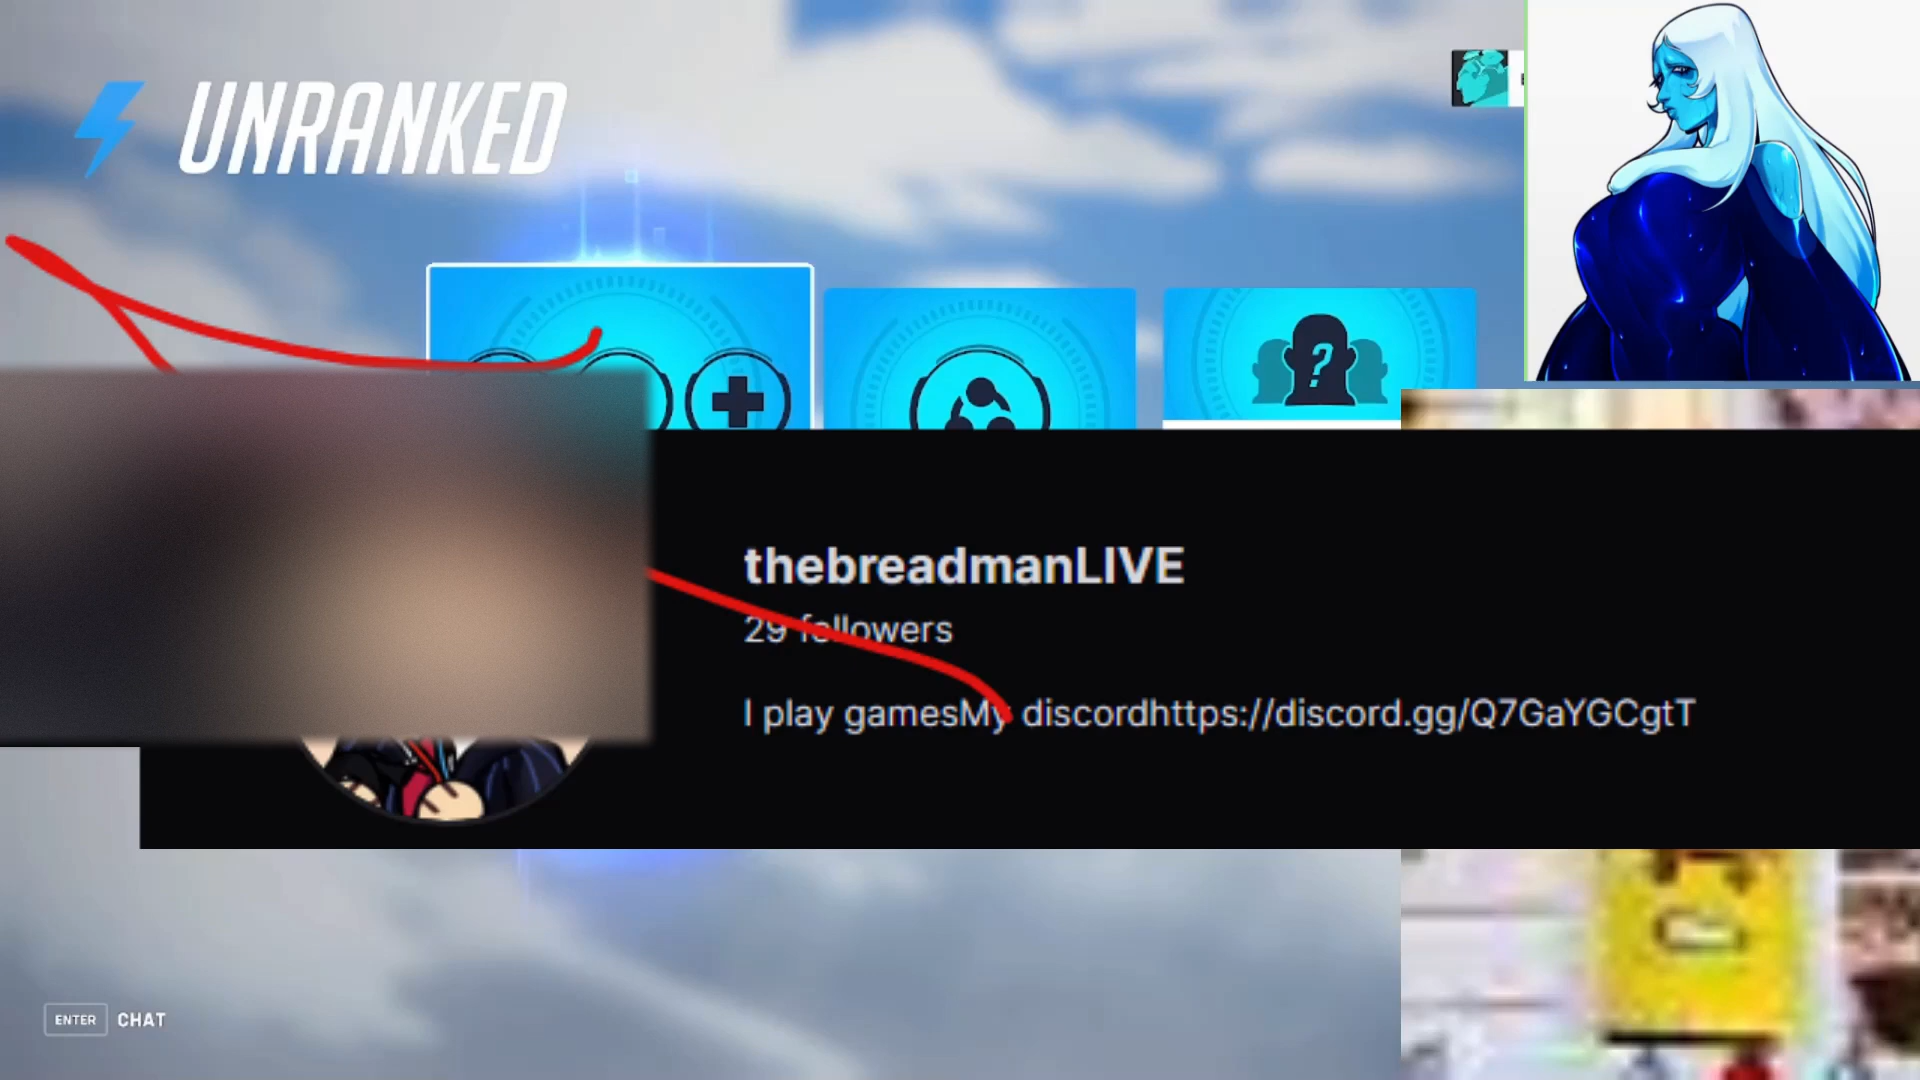 UNRANKED
?
thebreadmanLIVE
29 followers
I play gamesMy discordhttps://discord.gg/Q7GaYGCgtT
ENTER CHAT